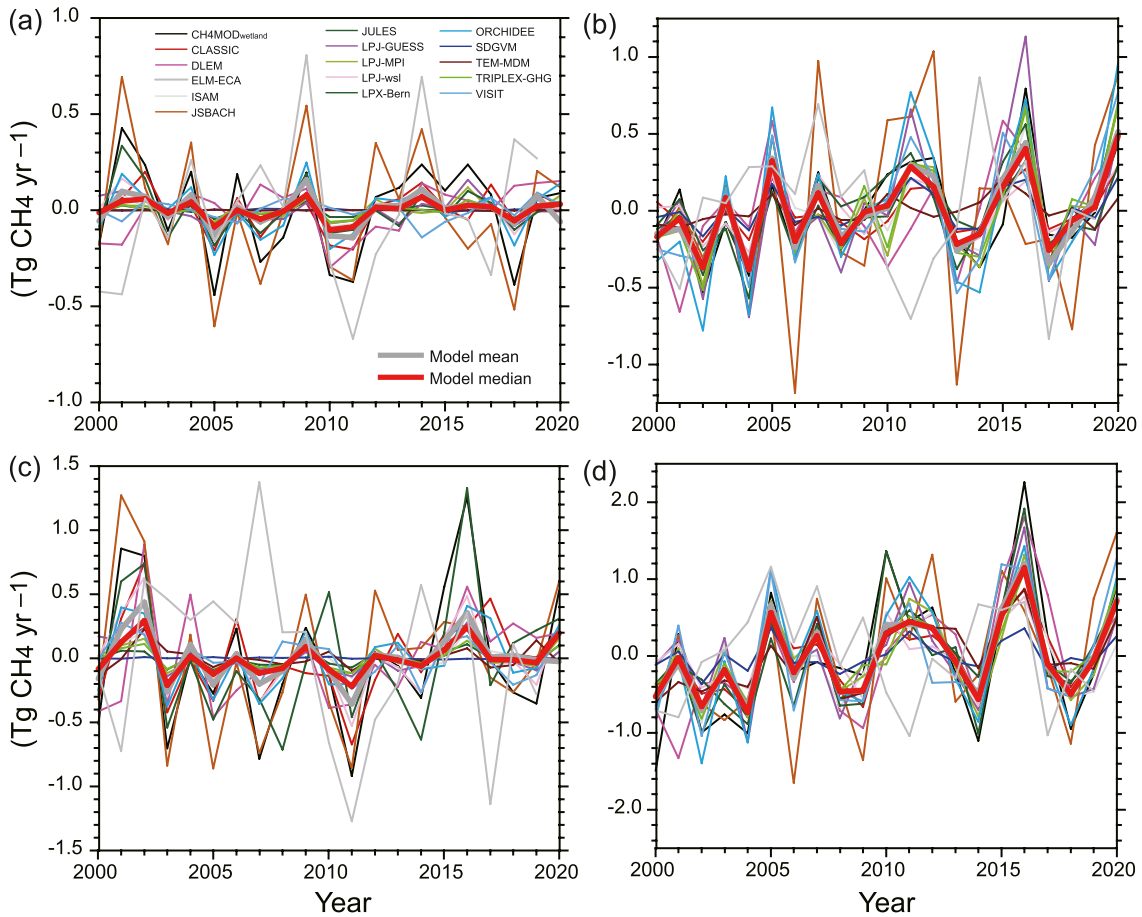 (a)
(Tg CH4 yr −1)
1.0
0.5
0.0
-0.5
-1.0
2000
2005
2010
2015
2020
CH4MODwetland
CLASSIC
DLEM
ELM-ECA
ISAM
JSBACH
JULES
LPJ-GUESS
LPJ-MPI
LPJ-wsl
LPX-Bern
ORCHIDEE
SDGVM
TEM-MDM
TRIPLEX-GHG
VISIT
Model mean
Model median
(b)
1.0
0.5
0.0
-0.5
-1.0
2000
2005
2010
2015
2020
(c)
(Tg CH4 yr −1)
1.5
1.0
0.5
0.0
-0.5
-1.0
-1.5
2000
2005
2010
2015
2020
Year
(d)
2.0
1.0
0.0
-1.0
-2.0
2000
2005
2010
2015
2020
Year